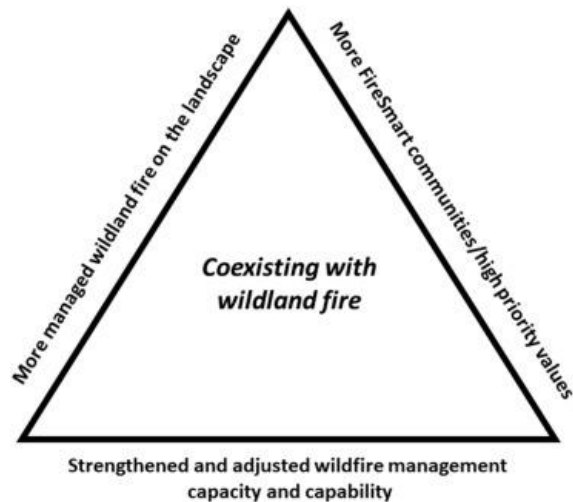 More managed wildland fire on the landscape
More FireSmart communities/high priority values
Coexisting with
wildland fire
Strengthened and adjusted wildfire management
capacity and capability